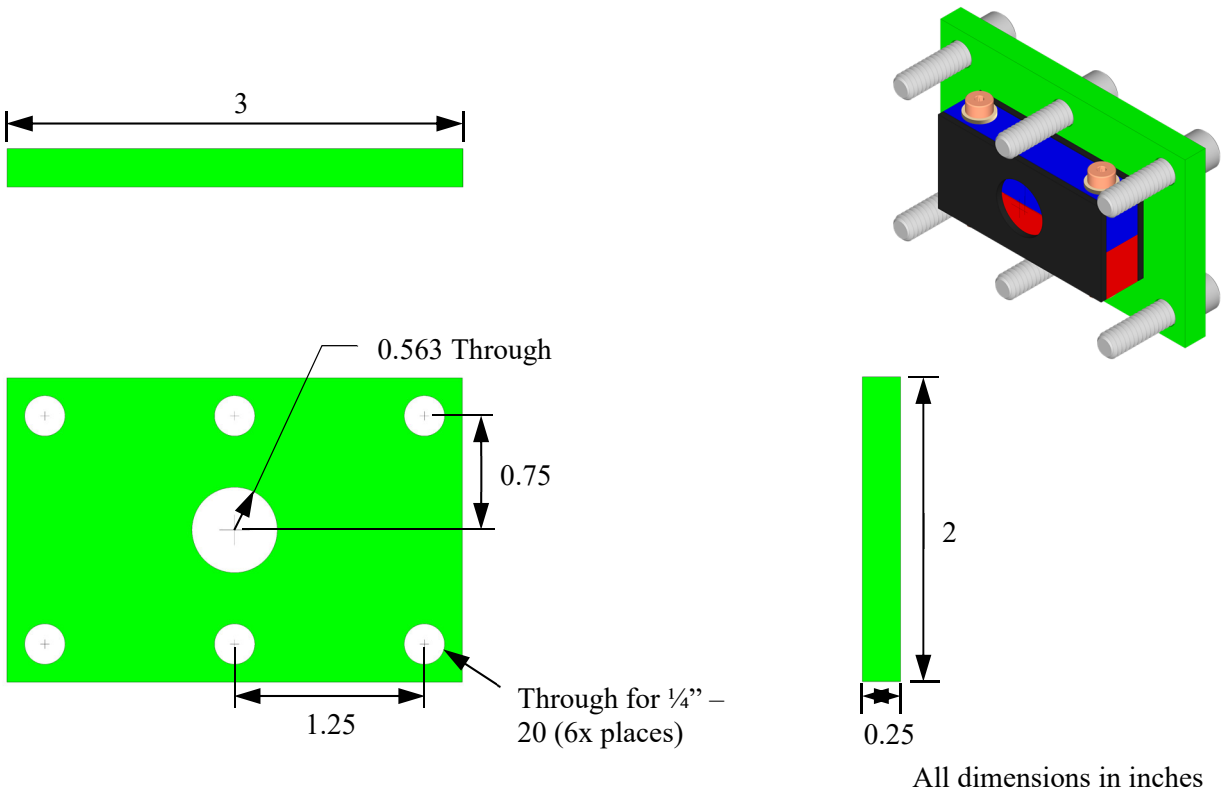 3
0.563 Through
0.75
2
1.25
Through for ¼” –
20 (6x places)
0.25
All dimensions in inches